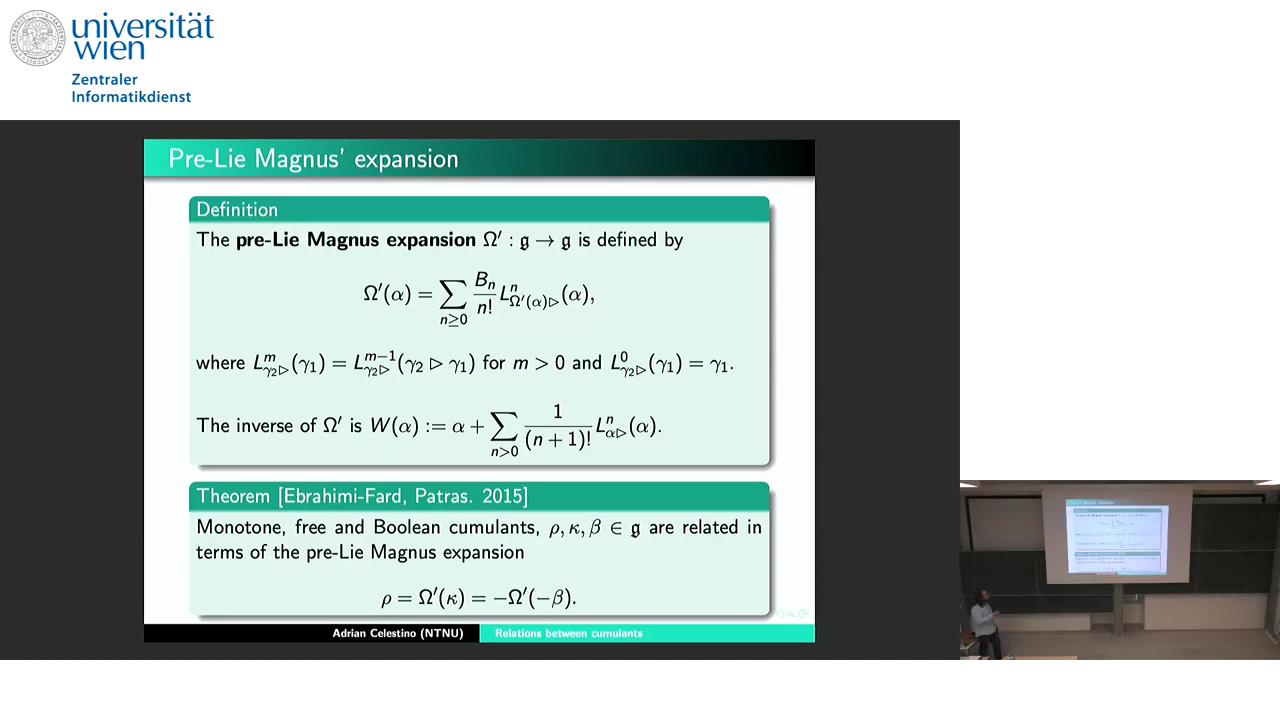 universität
wien
Zentraler
Informatikdienst
Pre-Lie Magnus' expansion
Definition
The pre-Lie Magnus expansion Ω′ : 𝔤 → 𝔤 is defined by
Ω′(α) = ∑_{n≥0} B_n/n! L^n_{Ω′(α)▷}(α),
where L^m_{γ₂▷}(γ₁) = L^{m−1}_{γ₂▷}(γ₂ ▷ γ₁) for m > 0 and L^0_{γ₂▷}(γ₁) = γ₁.
The inverse of Ω′ is W(α) := α + ∑_{n>0} 1/(n + 1)! L^n_{α▷}(α).
Theorem [Ebrahimi-Fard, Patras. 2015]
Monotone, free and Boolean cumulants, ρ, κ, β ∈ 𝔤 are related in
terms of the pre-Lie Magnus expansion
ρ = Ω′(κ) = −Ω′(−β).
Adrian Celestino (NTNU) Relations between cumulants